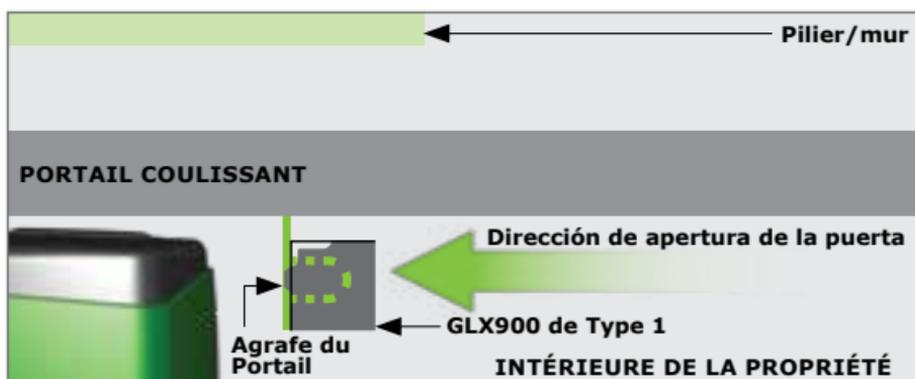 Pilier/mur
PORTAIL COULISSANT
Dirección de apertura de la puerta
GLX900 de Type 1
Agrafe du
Portail
INTÉRIEURE DE LA PROPRIÉTÉ